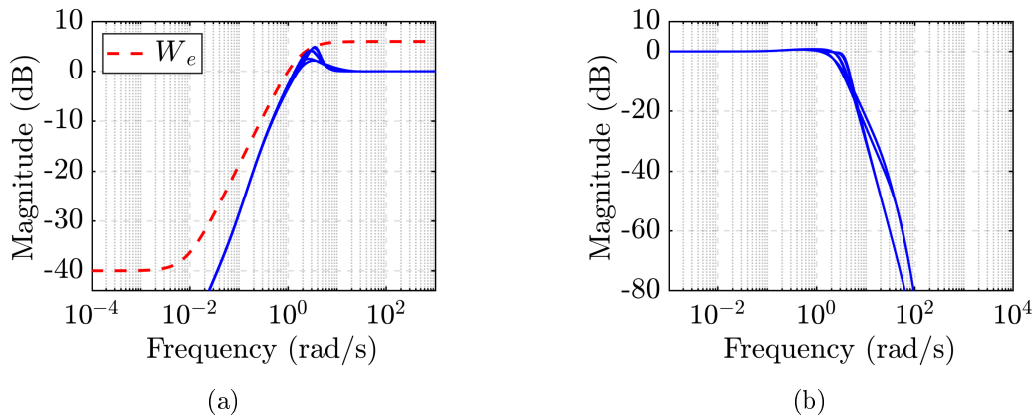 10
0
-10
-20
-30
-40
Magnitude (dB)
W_e
10^-4 10^-2 10^0 10^2
Frequency (rad/s)
(a)
10
0
-20
-40
-60
-80
Magnitude (dB)
10^-2 10^0 10^2 10^4
Frequency (rad/s)
(b)